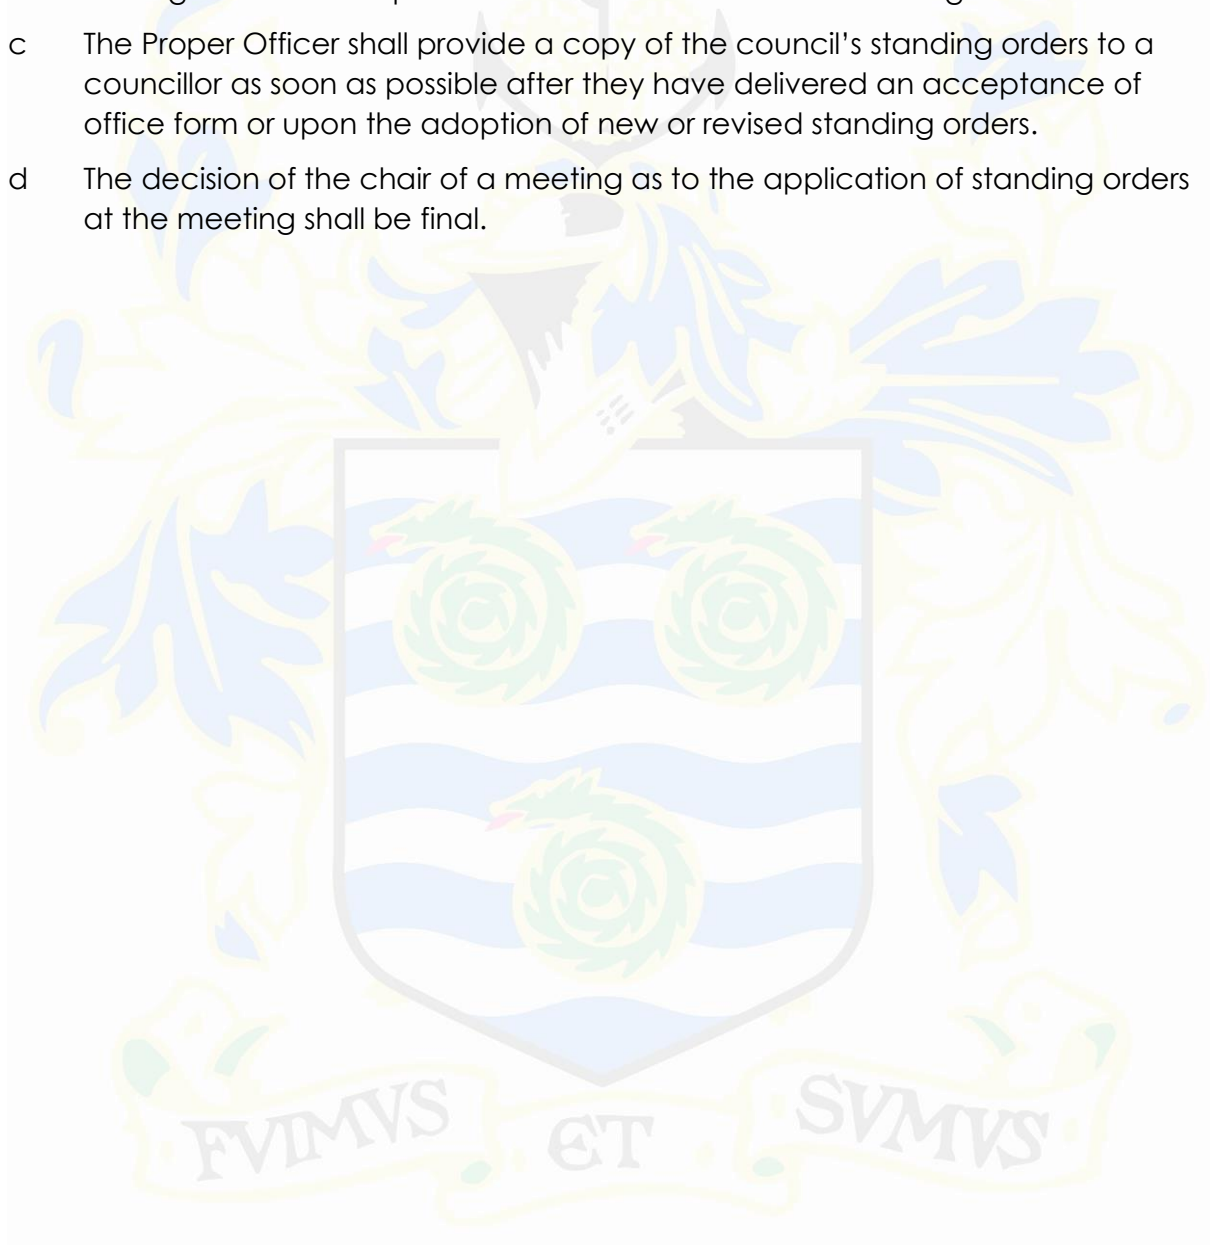 c The Proper Officer shall provide a copy of the council’s standing orders to a
councillor as soon as possible after they have delivered an acceptance of
office form or upon the adoption of new or revised standing orders.
d The decision of the chair of a meeting as to the application of standing orders
at the meeting shall be final.
FVIMVS ET SVMVS